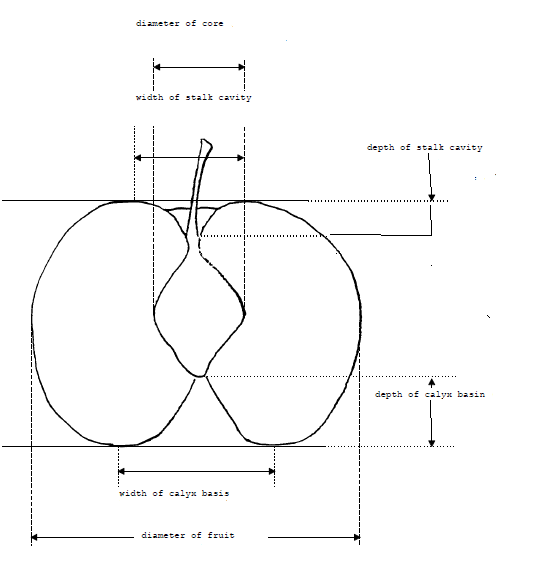 diameter of core
width of stalk cavity
depth of stalk cavity
depth of calyx basin
width of calyx basis
diameter of fruit